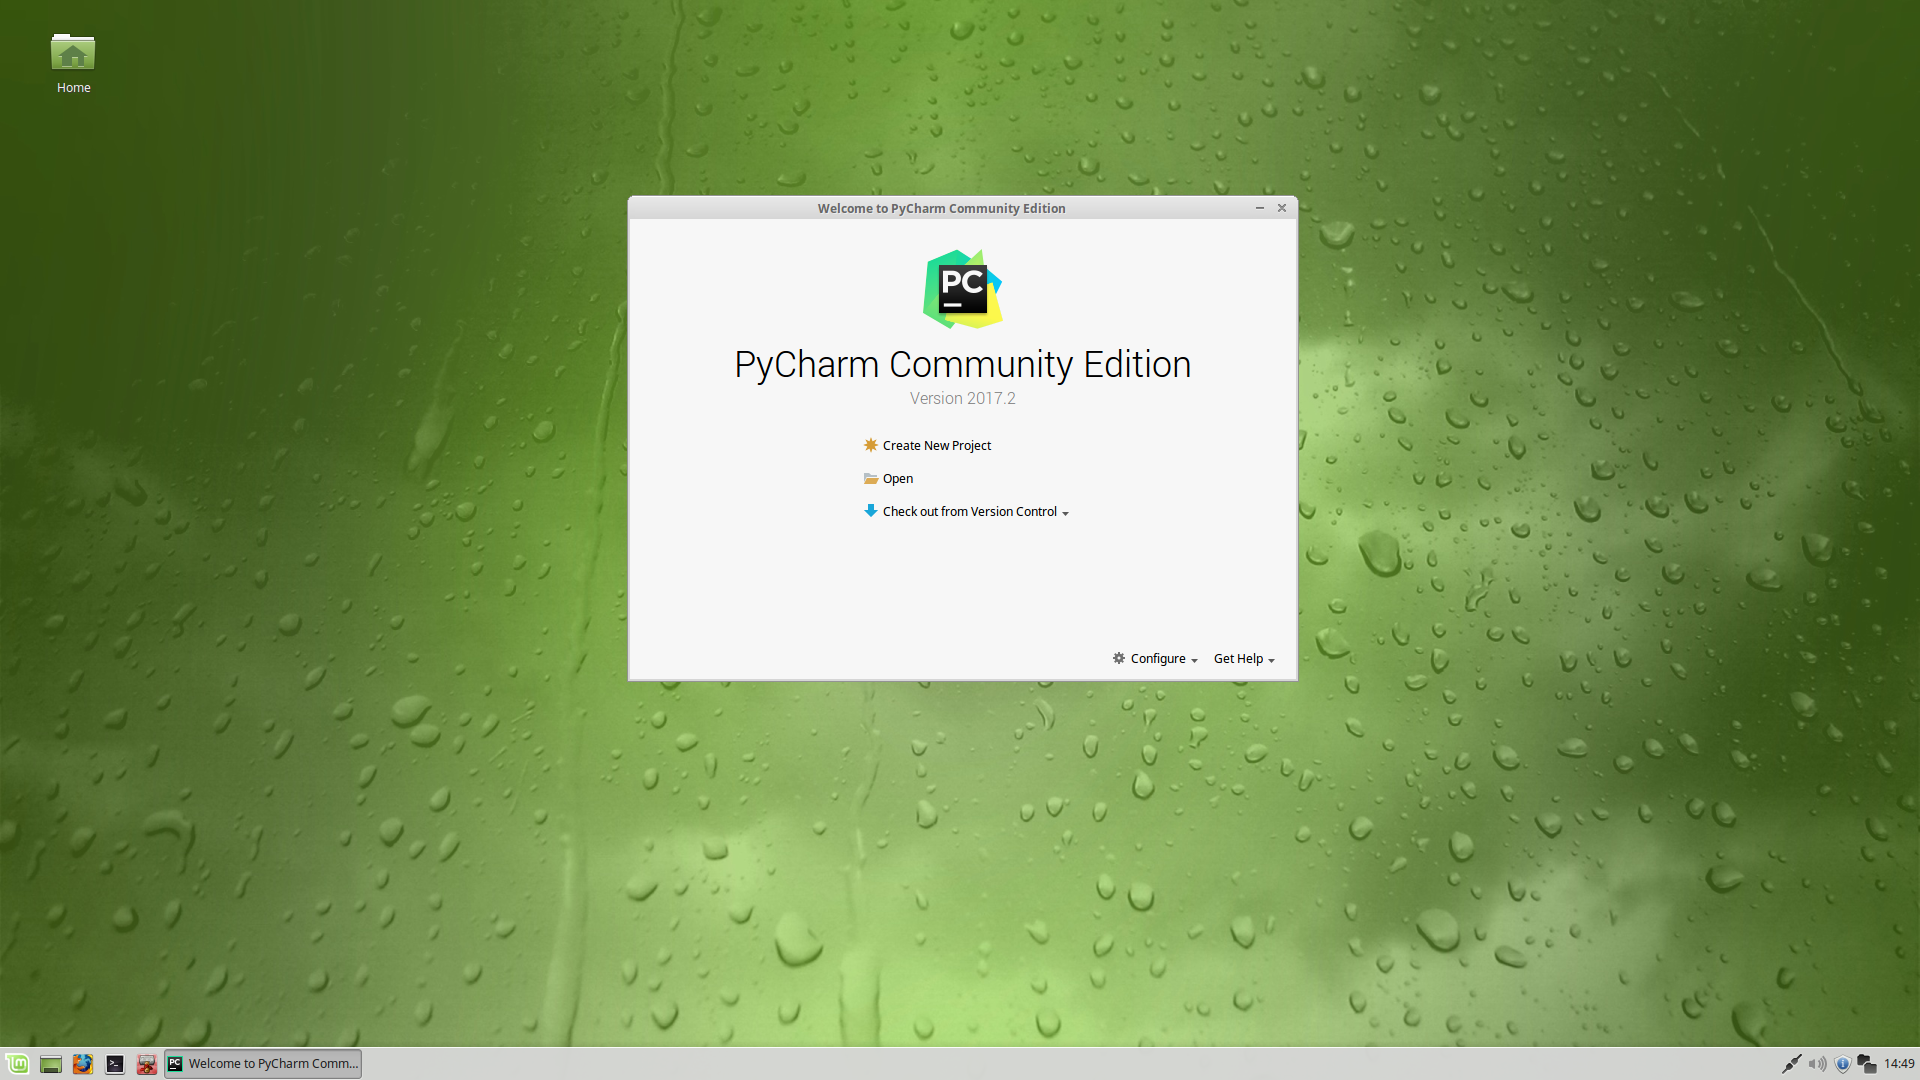 Home
Welcome to PyCharm Community Edition
PC
PyCharm Community Edition
Version 2017.2
Create New Project
Open
Check out from Version Control
Configure
Get Help
PC
Welcome to PyCharm Comm...
14:49